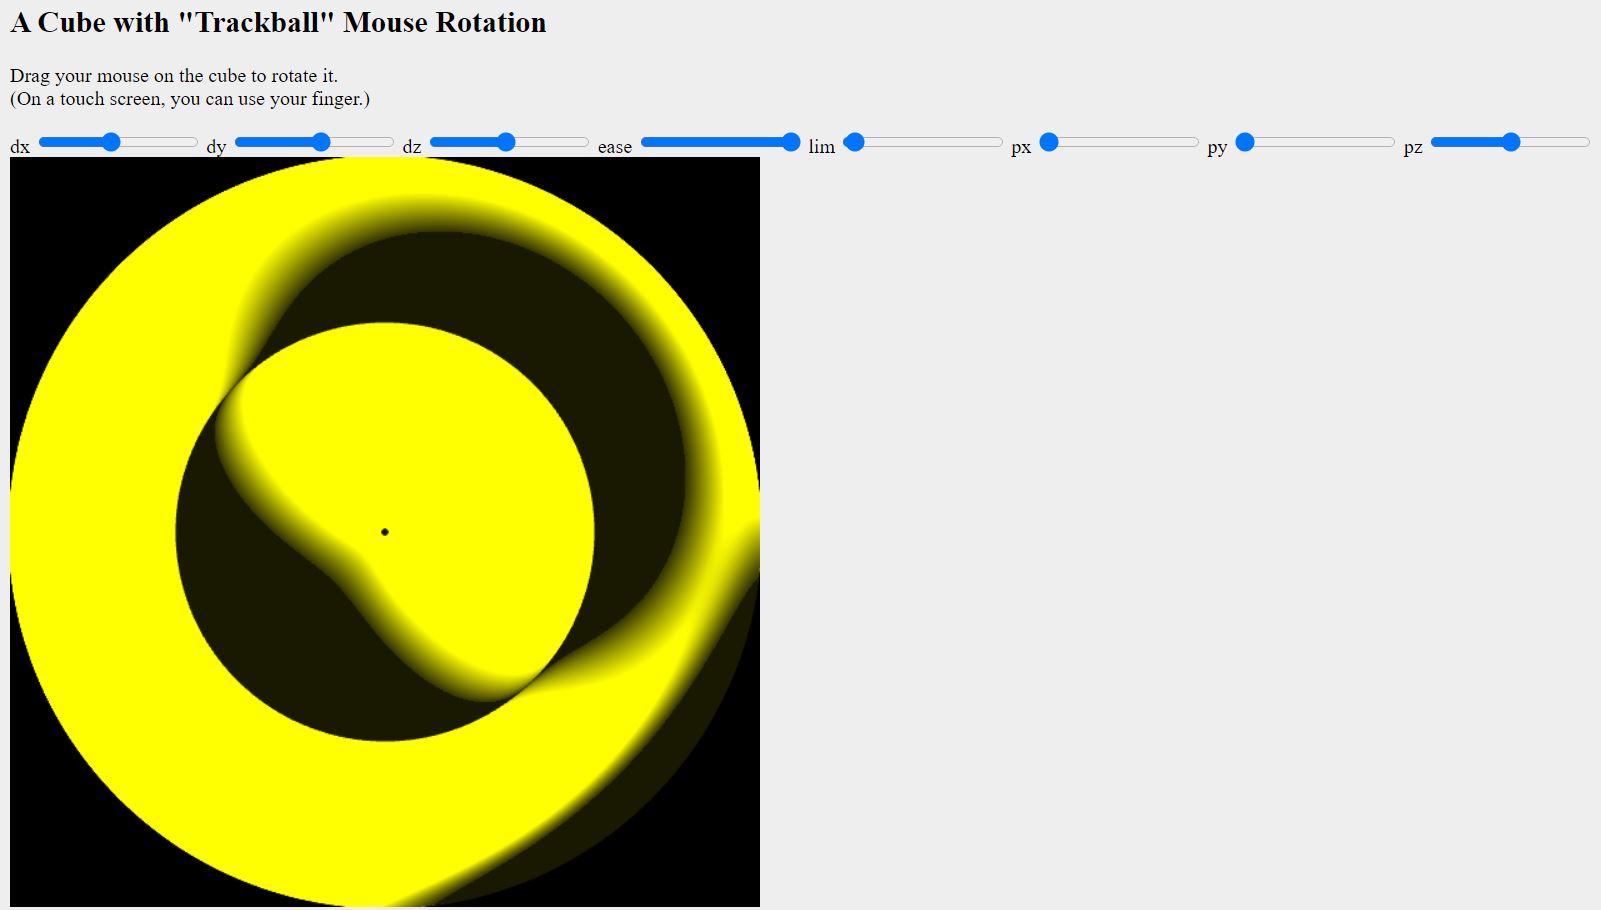 A Cube with "Trackball" Mouse Rotation
Drag your mouse on the cube to rotate it.
(On a touch screen, you can use your finger.)
dx dy dz ease lim px py pz